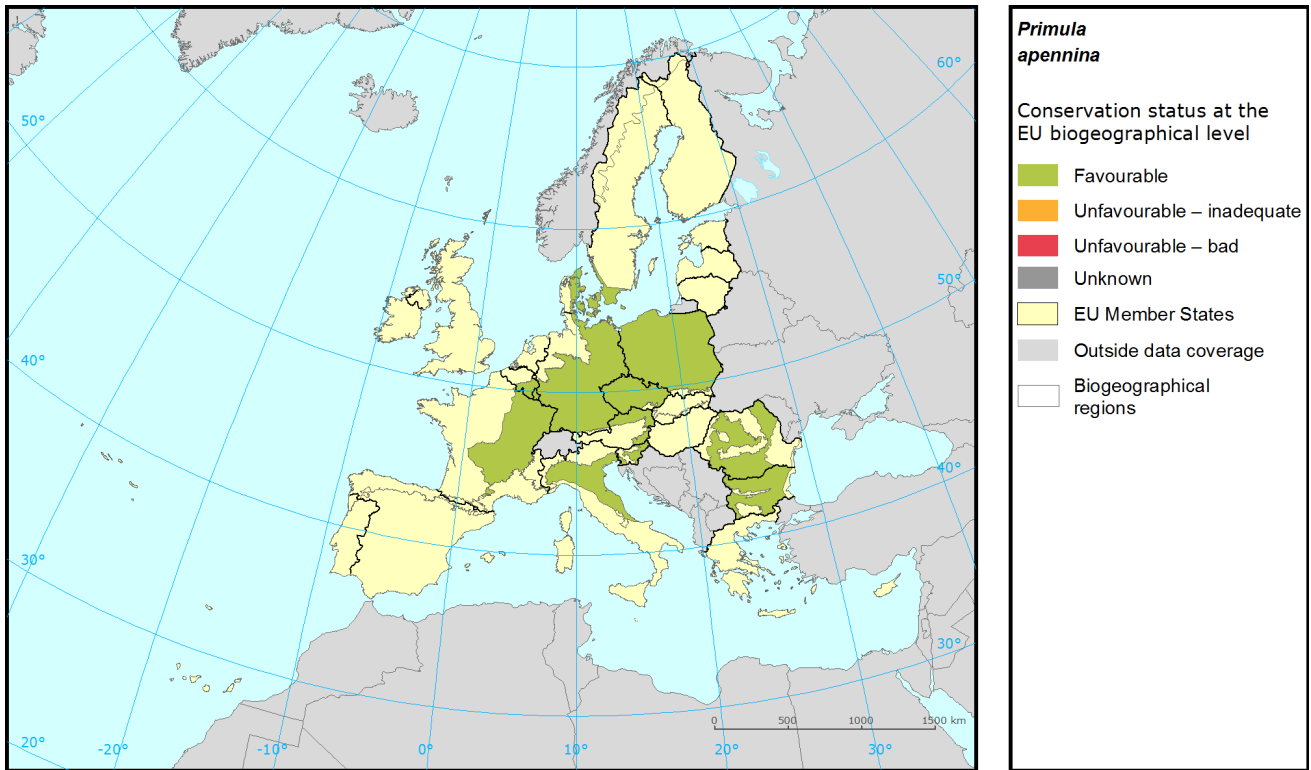 Primula
apennina
Conservation status at the
EU biogeographical level
Favourable
Unfavourable – inadequate
Unfavourable – bad
Unknown
EU Member States
Outside data coverage
Biogeographical
regions
60°
50°
50°
40°
40°
30°
30°
20°
-20°
-10°
0°
10°
20°
30°
0 500 1000 1500 km